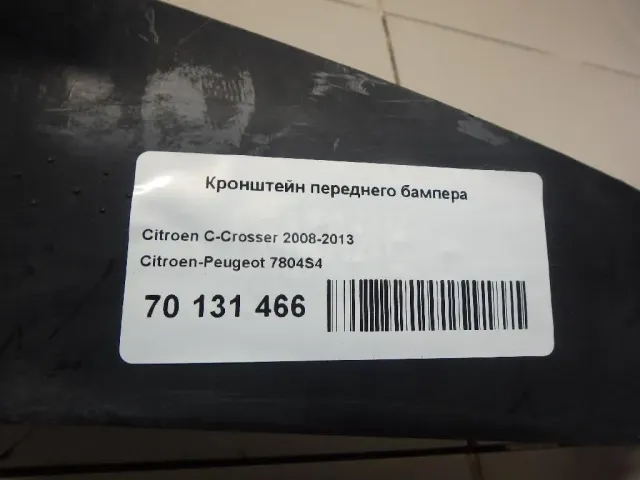 Кронштейн переднего бампера
Citroen C-Crosser 2008-2013
Citroen-Peugeot 7804S4
70 131 466